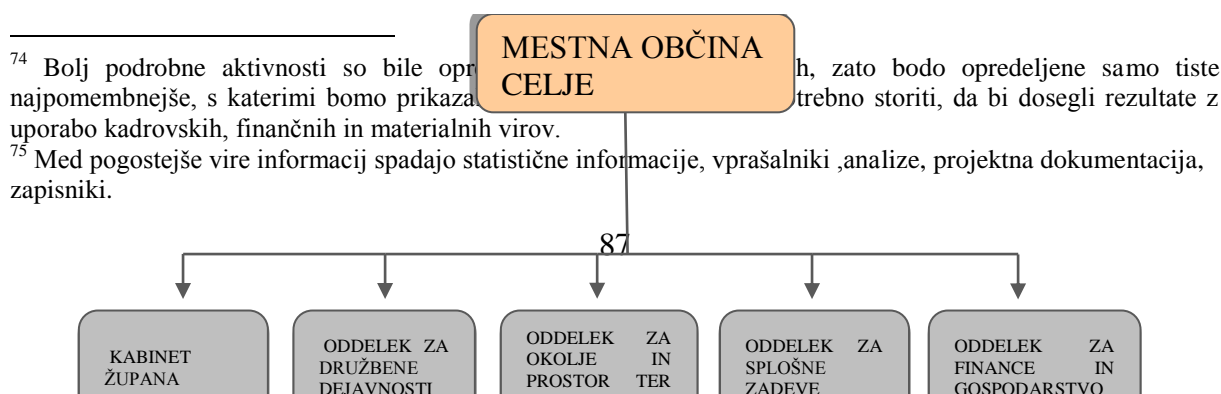 MESTNA OBČINA
CELJE
74 Bolj podrobne aktivnosti so bile h, zato bodo opredeljene samo tiste
najpomembnejše, s katerimi bomo trebno storiti, da bi dosegli rezultate z
uporabo kadrovskih, finančnih in materialnih virov.
75 Med pogostejše vire informacij spadajo statistične informacije, vprašalniki ,analize, projektna dokumentacija,
zapisniki.
87
KABINET
ŽUPANA
ODDELEK ZA
DRUŽBENE
DEJAVNOSTI
ODDELEK ZA
OKOLJE IN
PROSTOR TER
ODDELEK ZA
SPLOŠNE
ZADEVE
ODDELEK ZA
FINANCE IN
GOSPODARSTVO